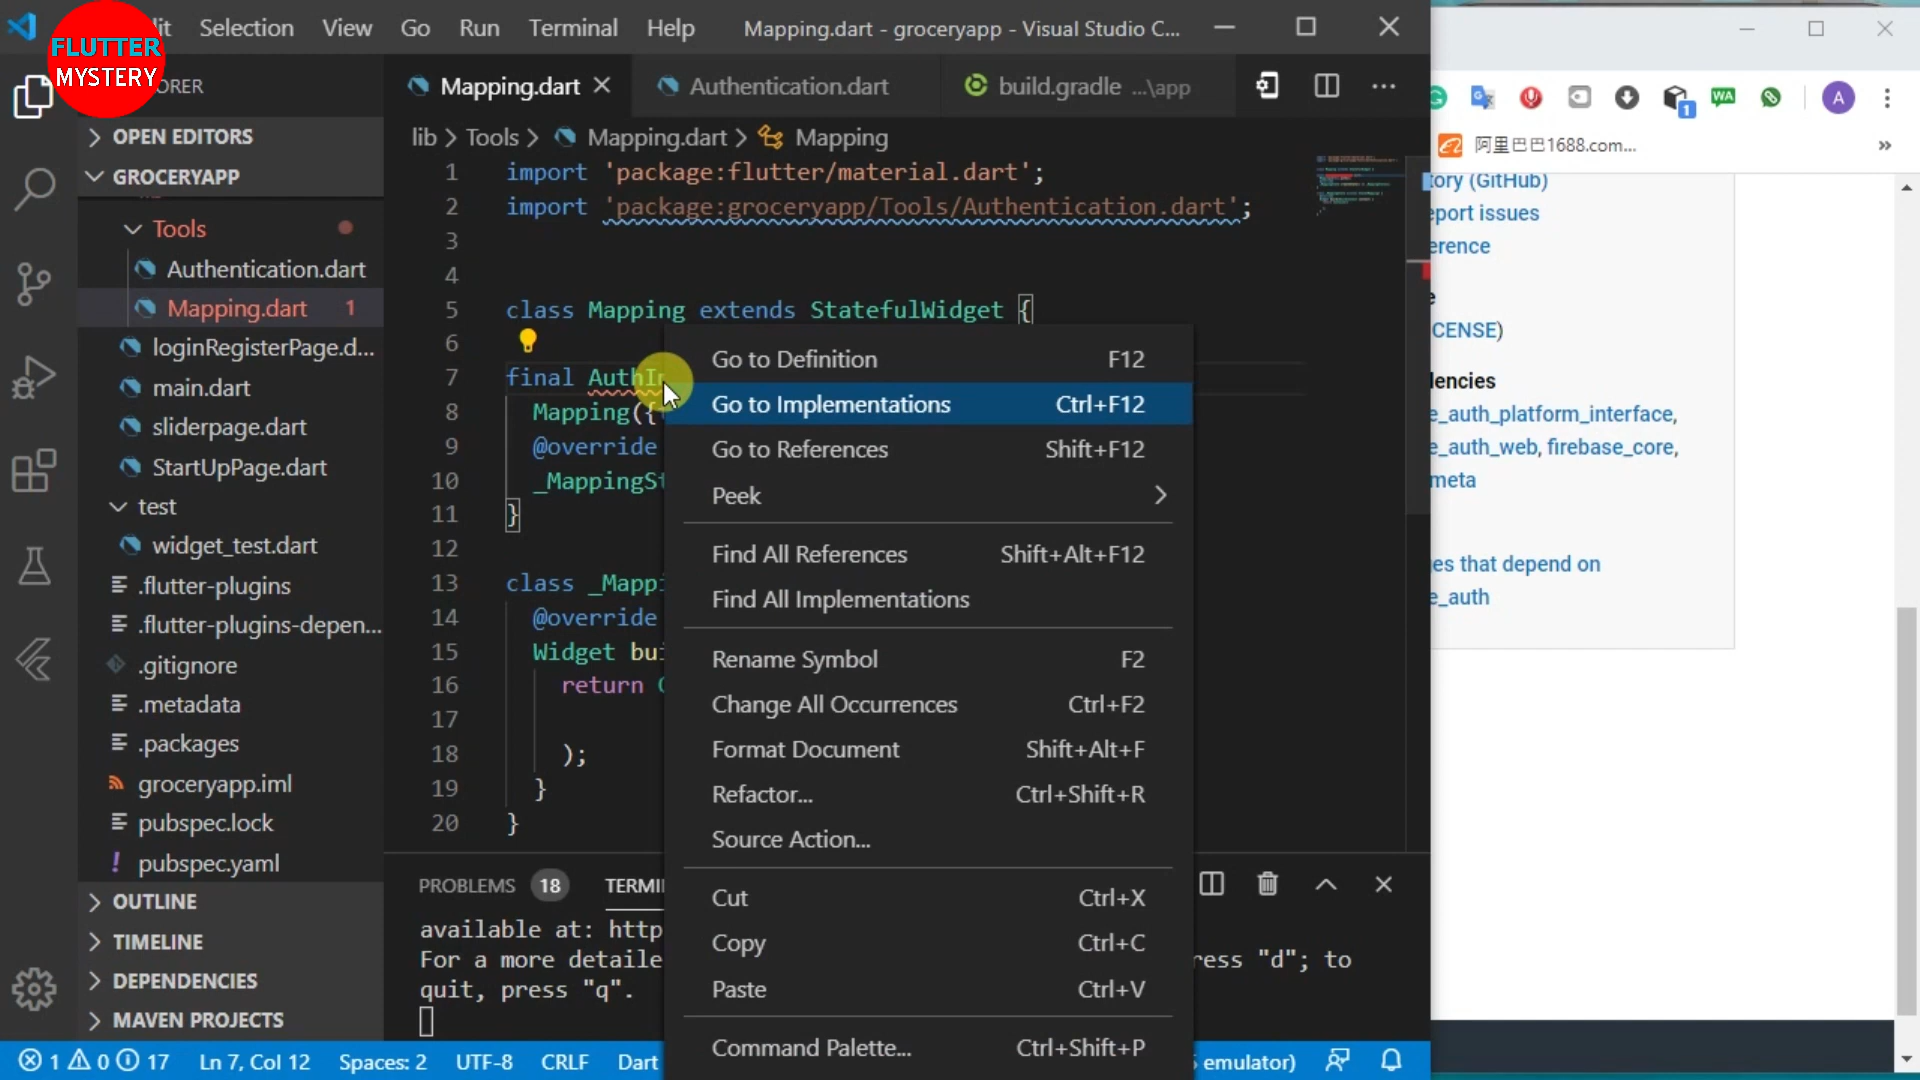 FLUTTER
MYSTERY
Selection View Go Run Terminal Help
Mapping.dart - groceryapp - Visual Studio C...
Mapping.dart
Authentication.dart
build.gradle ...\app
OPEN EDITORS
GROCERYAPP
Tools
Authentication.dart
Mapping.dart 1
loginRegisterPage.d...
main.dart
sliderpage.dart
StartUpPage.dart
test
widget_test.dart
.flutter-plugins
.flutter-plugins-depen...
.gitignore
.metadata
.packages
groceryapp.iml
pubspec.lock
pubspec.yaml
OUTLINE
TIMELINE
DEPENDENCIES
MAVEN PROJECTS
lib > Tools > Mapping.dart > Mapping
1 import 'package:flutter/material.dart';
2 import 'package:groceryapp/Tools/Authentication.dart';
3
4
5 class Mapping extends StatefulWidget {
6
7 final AuthI
8 Mapping({
9 @override
10 _MappingSt
11 }
12
13 class _Mappi
14 @override
15 Widget bui
16 return
17
18 );
19 }
20 }
Go to Definition F12
Go to Implementations Ctrl+F12
Go to References Shift+F12
Peek
Find All References Shift+Alt+F12
Find All Implementations
Rename Symbol F2
Change All Occurrences Ctrl+F2
Format Document Shift+Alt+F
Refactor... Ctrl+Shift+R
Source Action...
Cut Ctrl+X
Copy Ctrl+C
Paste Ctrl+V
Command Palette... Ctrl+Shift+P
PROBLEMS 18 TERMI
available at: http
For a more detaile ress "d"; to
quit, press "q".
1 0 17 Ln 7, Col 12 Spaces: 2 UTF-8 CRLF Dart emulator)
1
WA
A
阿里巴巴1688.com...
»
tory (GitHub)
port issues
erence
e
CENSE)
dencies
e_auth_platform_interface,
e_auth_web, firebase_core,
meta
es that depend on
e_auth